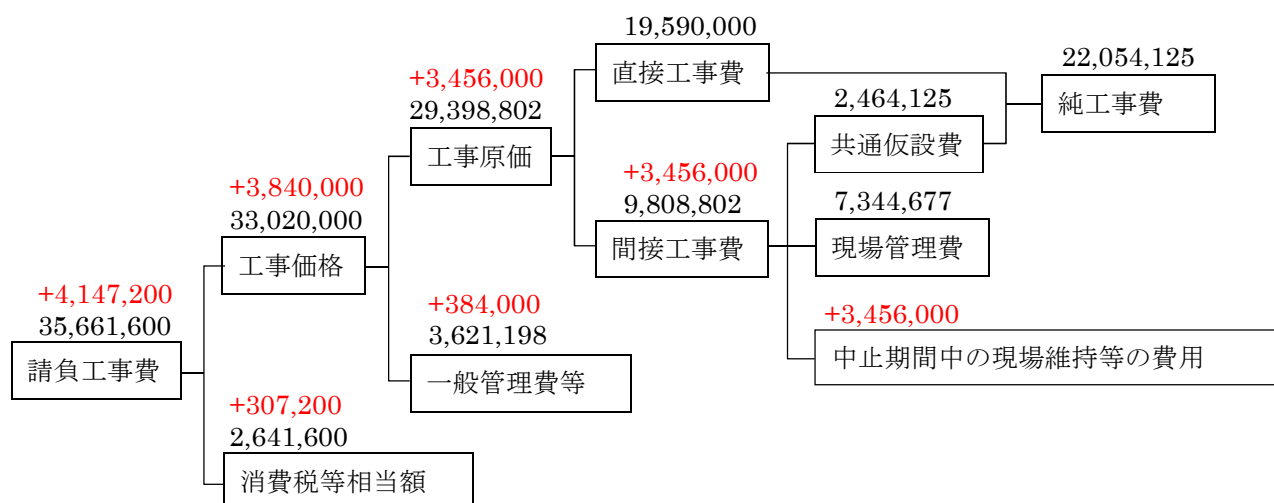 19,590,000
直接工事費
22,054,125
純工事費
+3,456,000
29,398,802
工事原価
2,464,125
共通仮設費
+3,456,000
9,808,802
間接工事費
7,344,677
現場管理費
+3,840,000
33,020,000
工事価格
+4,147,200
35,661,600
請負工事費
+384,000
3,621,198
一般管理費等
+3,456,000
中止期間中の現場維持等の費用
+307,200
2,641,600
消費税等相当額